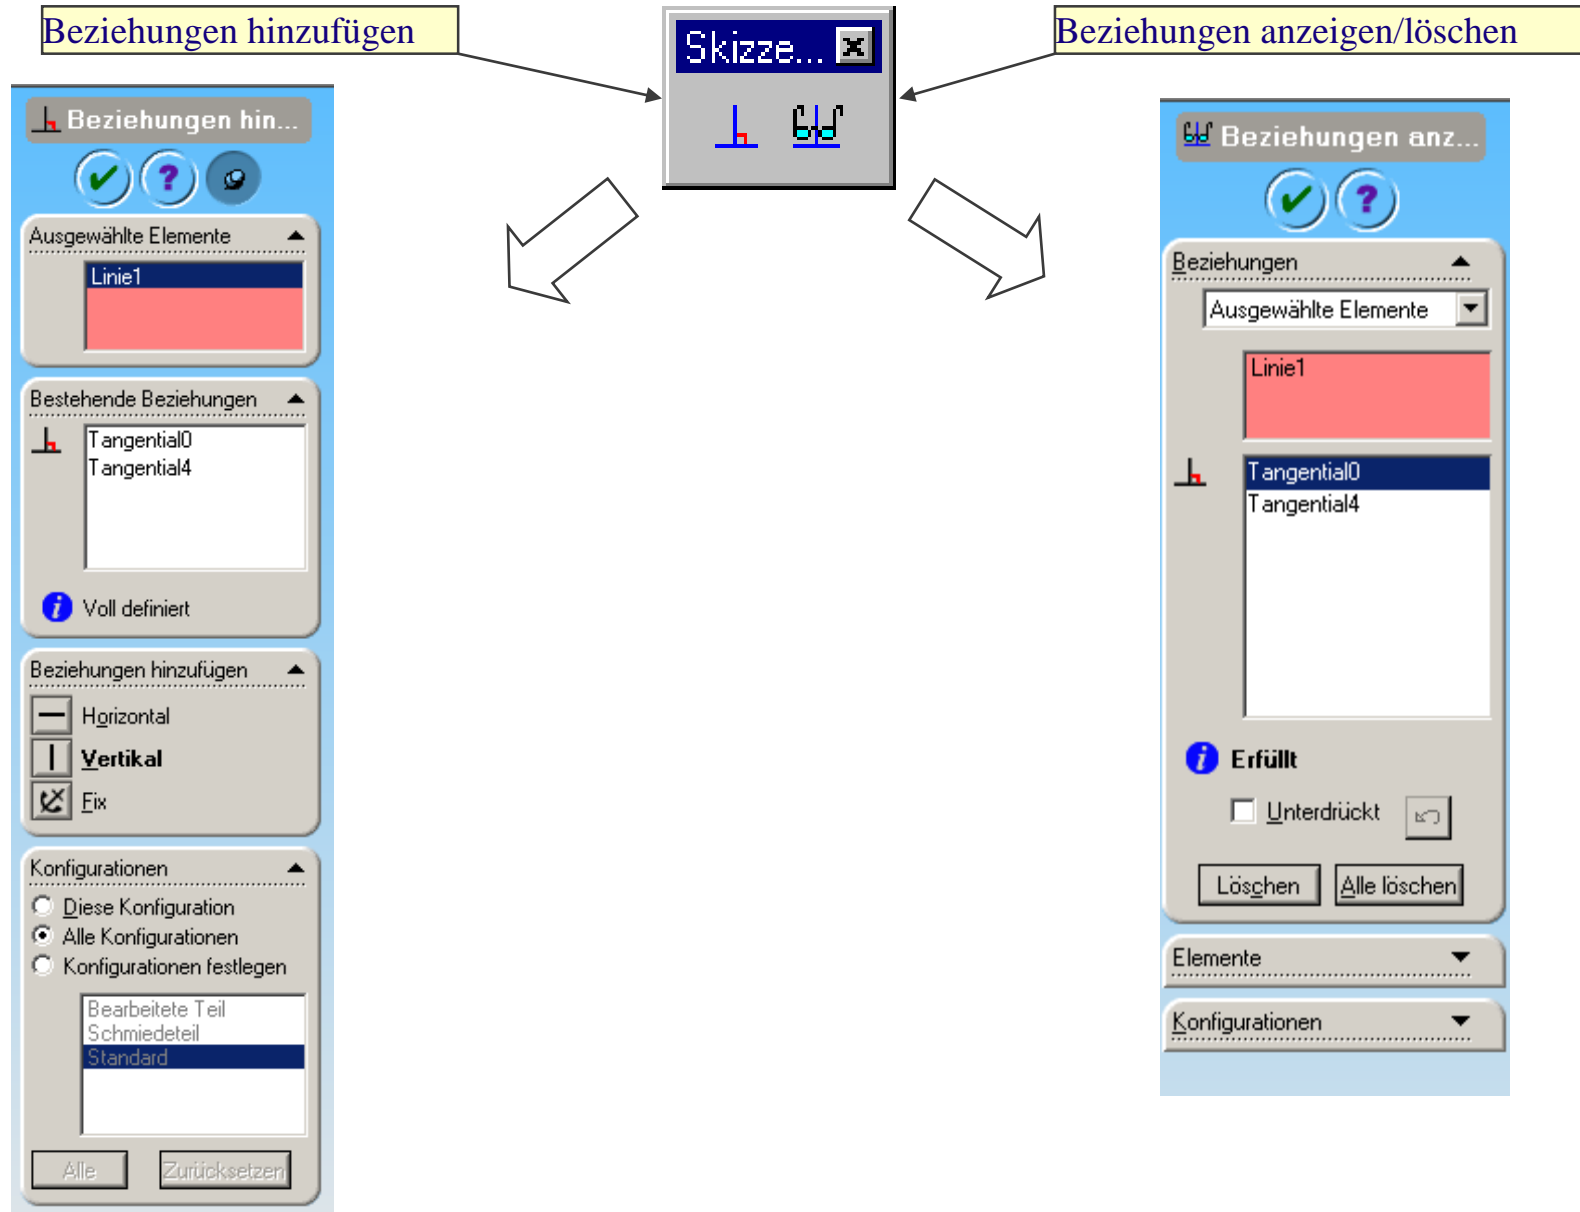 Beziehungen hinzufügen
Skizze...
Beziehungen anzeigen/löschen
Beziehungen hin...
?
Ausgewählte Elemente
Linie1
Bestehende Beziehungen
Tangential0
Tangential4
i Voll definiert
Beziehungen hinzufügen
Horizontal
Vertikal
Fix
Konfigurationen
Diese Konfiguration
Alle Konfigurationen
Konfigurationen festlegen
Bearbeitete Teil
Schmiedeteil
Standard
Alle Zurücksetzen
Beziehungen anz...
?
Beziehungen
Ausgewählte Elemente
Linie1
Tangential0
Tangential4
i Erfüllt
Unterdrückt
Löschen Alle löschen
Elemente
Konfigurationen